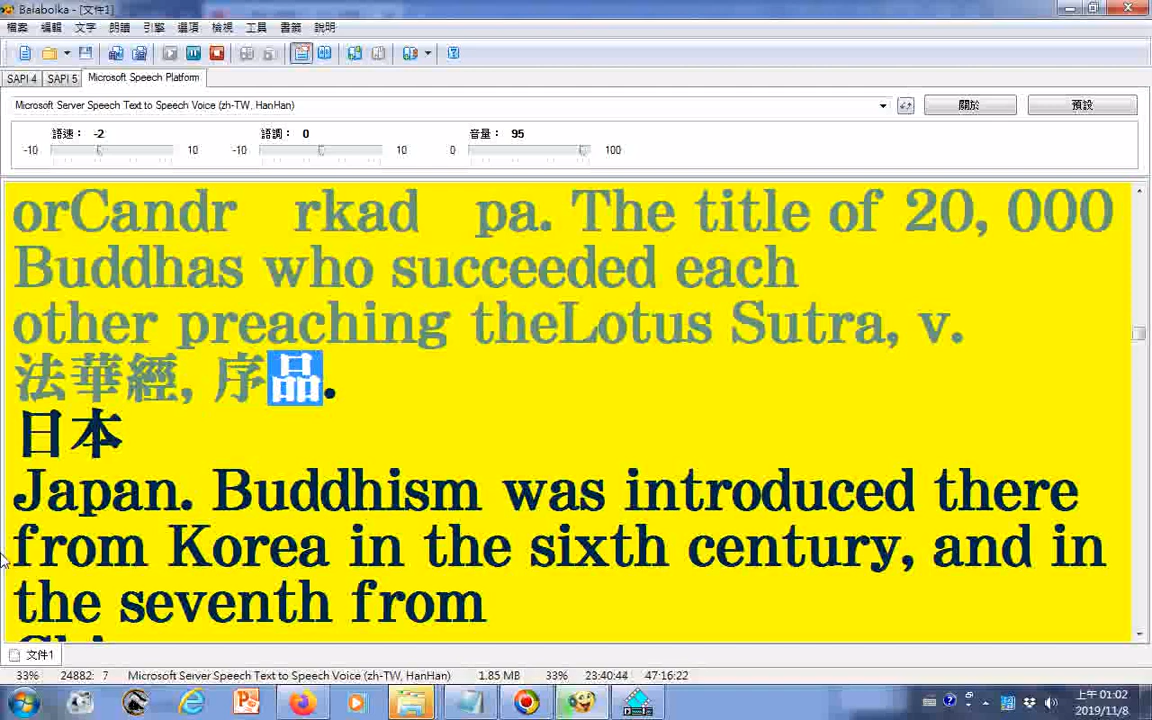 Balabolka - [文件1]
檔案 編輯 文字 朗讀 引擎 選項 檢視 工具 書籤 說明
SAPI 4 SAPI 5 Microsoft Speech Platform
Microsoft Server Speech Text to Speech Voice (zh-TW, HanHan) 關於 預設
語速： -2 語調： 0 音量： 95
-10 10 -10 10 0 100
orCandr rkad pa. The title of 20, 000
Buddhas who succeeded each
other preaching theLotus Sutra, v.
法華經, 序品.
日本
Japan. Buddhism was introduced there
from Korea in the sixth century, and in
the seventh from
文件1
33% 24882: 7 Microsoft Server Speech Text to Speech Voice (zh-TW, HanHan) 1.85 MB 33% 23:40:44 47:16:22
上午 01:02
2019/11/8